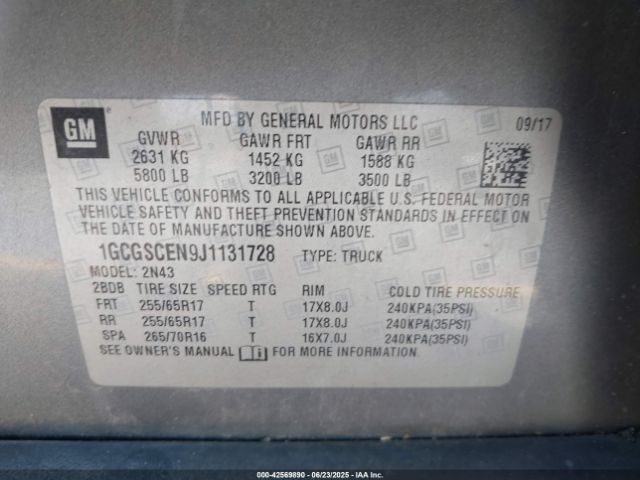 GM
MFD BY GENERAL MOTORS LLC 09/17
GVWR GAWR FRT GAWR RR
2631 KG 1452 KG 1588 KG
5800 LB 3200 LB 3500 LB
THIS VEHICLE CONFORMS TO ALL APPLICABLE U.S. FEDERAL MOTOR
VEHICLE SAFETY AND THEFT PREVENTION STANDARDS IN EFFECT ON
THE DATE OF MANUFACTURE SHOWN ABOVE.
1GCGSCEN9J1131728 TYPE: TRUCK
MODEL: 2N43
2BDB TIRE SIZE SPEED RTG RIM COLD TIRE PRESSURE
FRT 255/65R17 T 17X8.0J 240KPA(35PSI)
RR 255/65R17 T 17X8.0J 240KPA(35PSI)
SPA 265/70R16 T 16X7.0J 240KPA(35PSI)
SEE OWNER'S MANUAL FOR MORE INFORMATION.
000-42569890 - 06/23/2025 - IAA Inc.